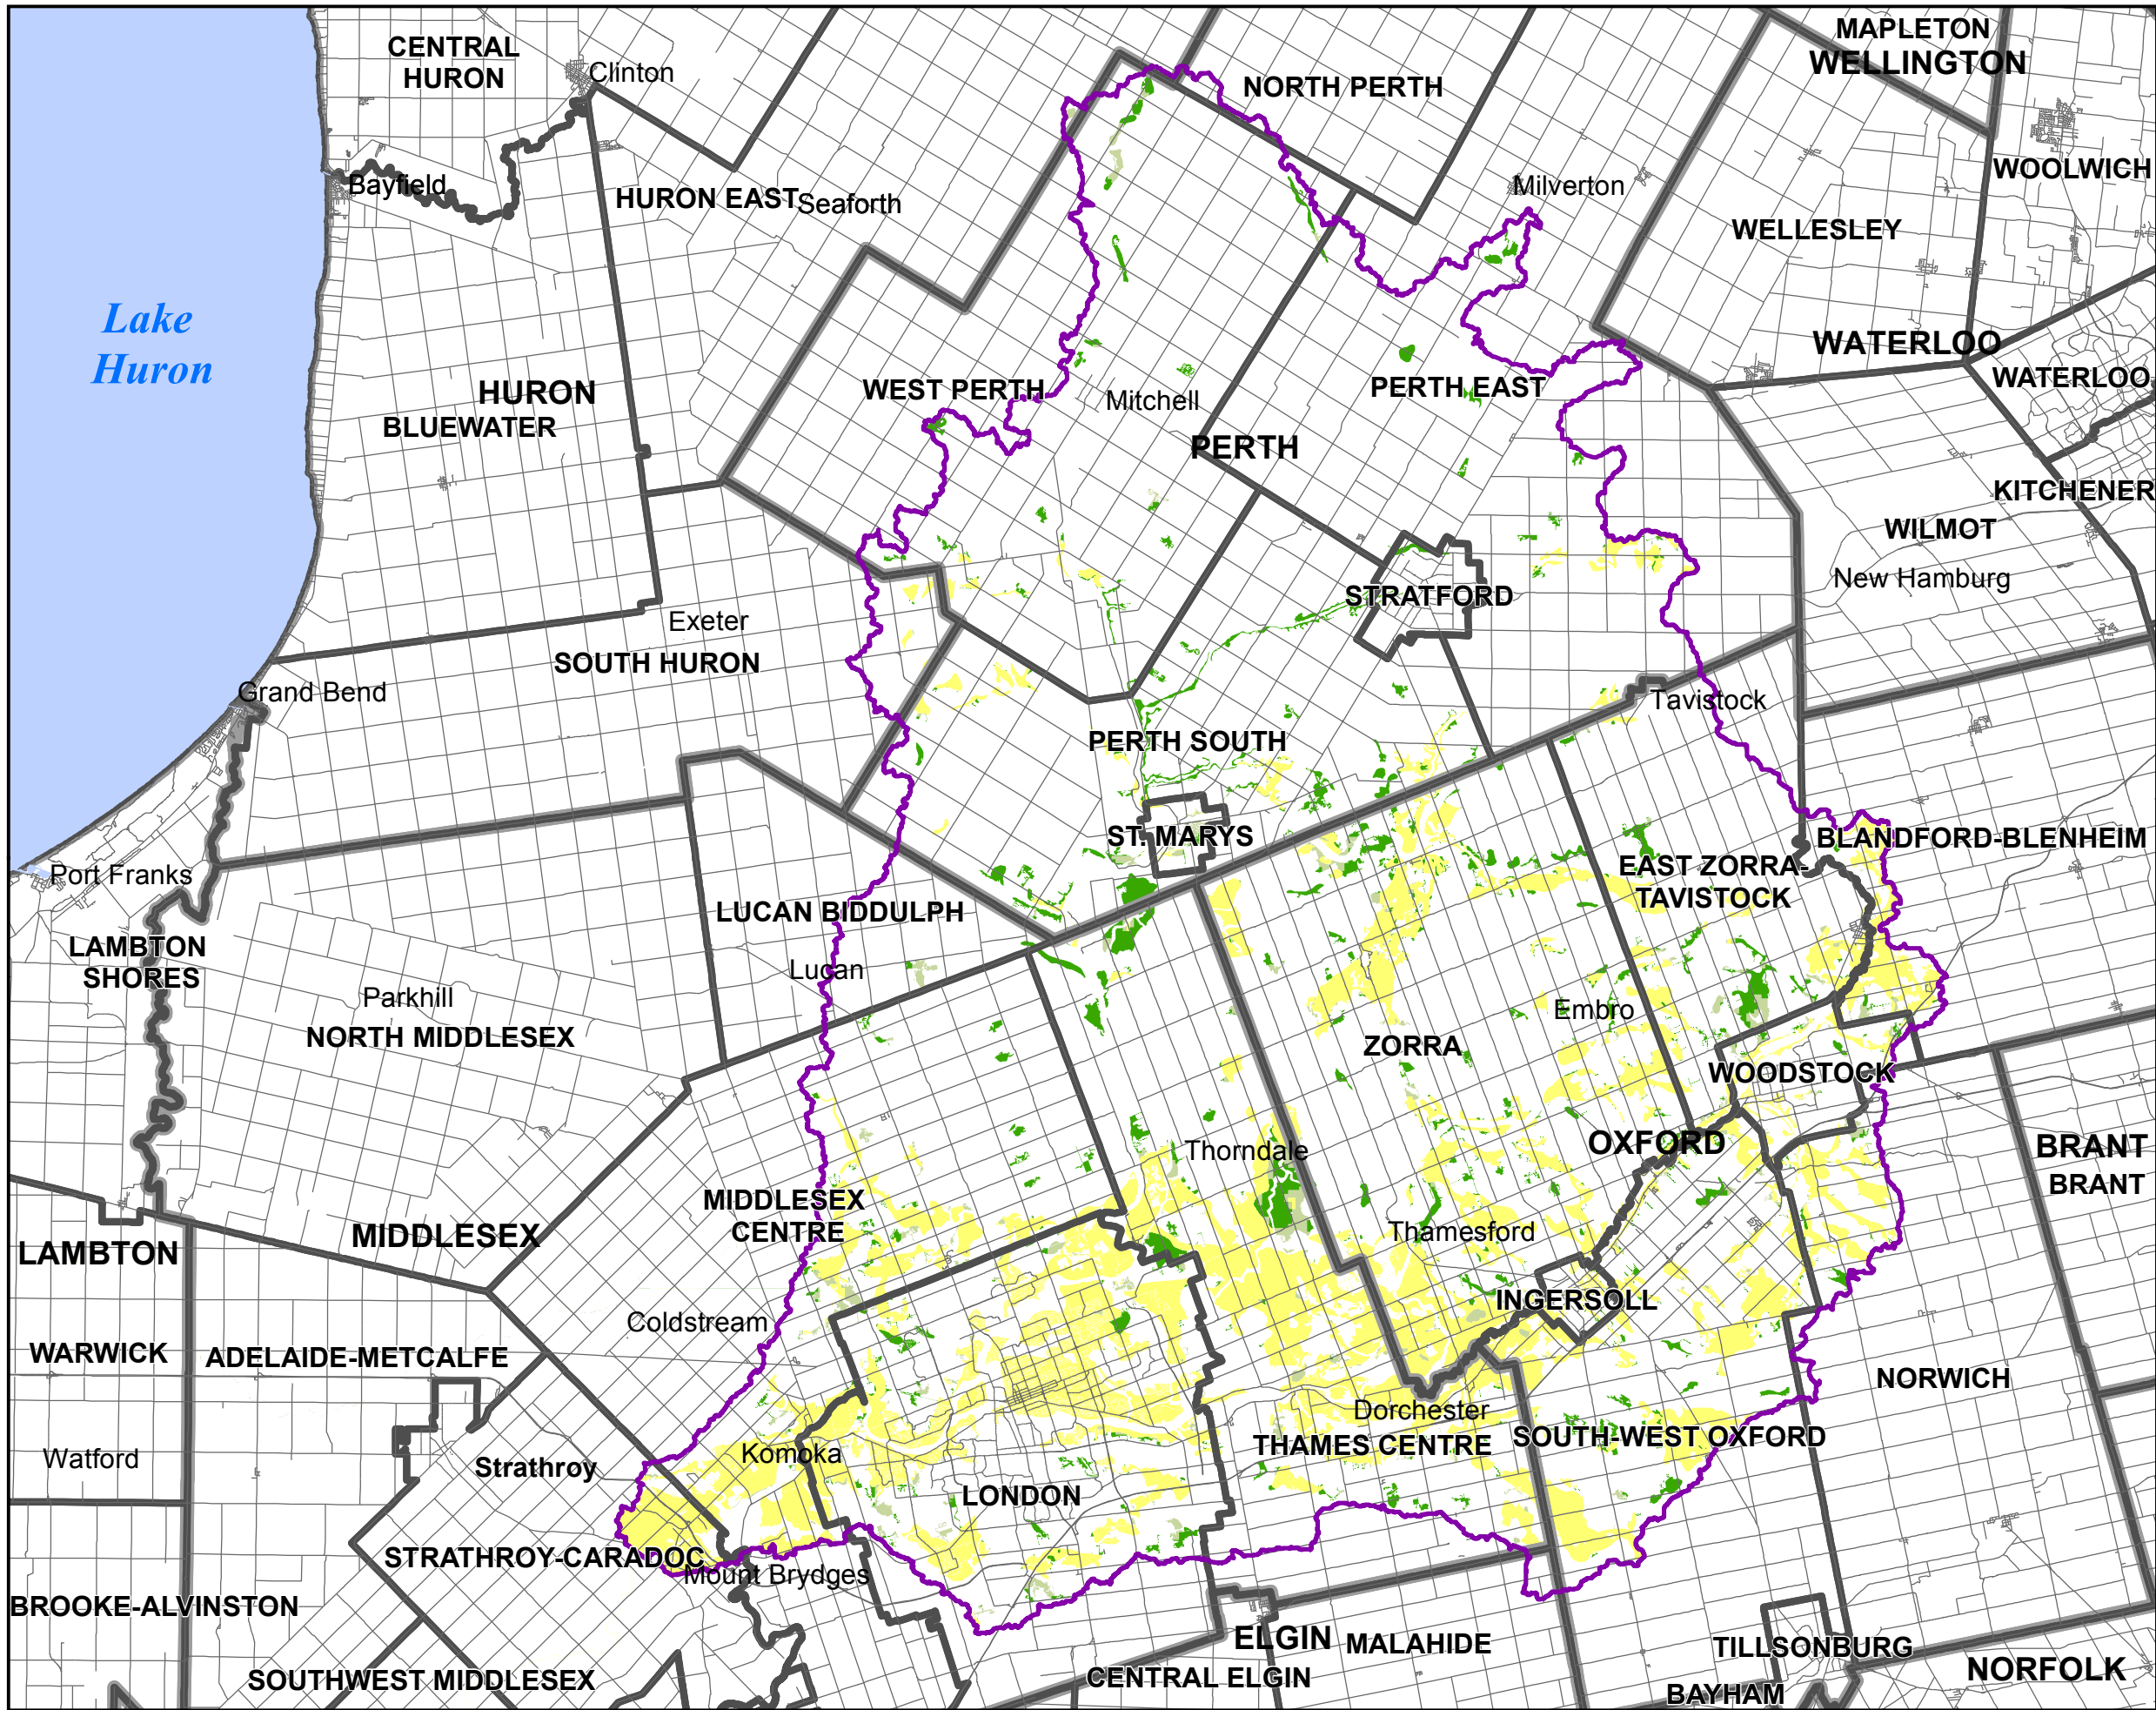 MAPLETON
CENTRAL
HURON
WELLINGTON
Clinton
NORTH PERTH
WOOLWICH
Bayfield
Milverton
HURON EAST
Seaforth
WELLESLEY
Lake
Huron
WATERLOO
WATERLOO
HURON
WEST PERTH
PERTH EAST
Mitchell
BLUEWATER
PERTH
KITCHENER
WILMOT
New Hamburg
STRATFORD
Exeter
SOUTH HURON
Grand Bend
Tavistock
PERTH SOUTH
ST. MARYS
BLANDFORD-BLENHEIM
EAST ZORRA-
TAVISTOCK
Port Franks
LUCAN BIDDULPH
LAMBTON
SHORES
Lucan
Parkhill
Embro
NORTH MIDDLESEX
ZORRA
WOODSTOCK
OXFORD
BRANT
Thorndale
BRANT
MIDDLESEX
CENTRE
MIDDLESEX
Thamesford
LAMBTON
INGERSOLL
Coldstream
WARWICK
ADELAIDE-METCALFE
NORWICH
Dorchester
THAMES CENTRE
SOUTH-WEST OXFORD
Komoka
Watford
Strathroy
LONDON
STRATHROY-CARADOC
Mount Brydges
BROOKE-ALVINSTON
ELGIN
MALAHIDE
TILLSONBURG
NORFOLK
SOUTHWEST MIDDLESEX
CENTRAL ELGIN
BAYHAM